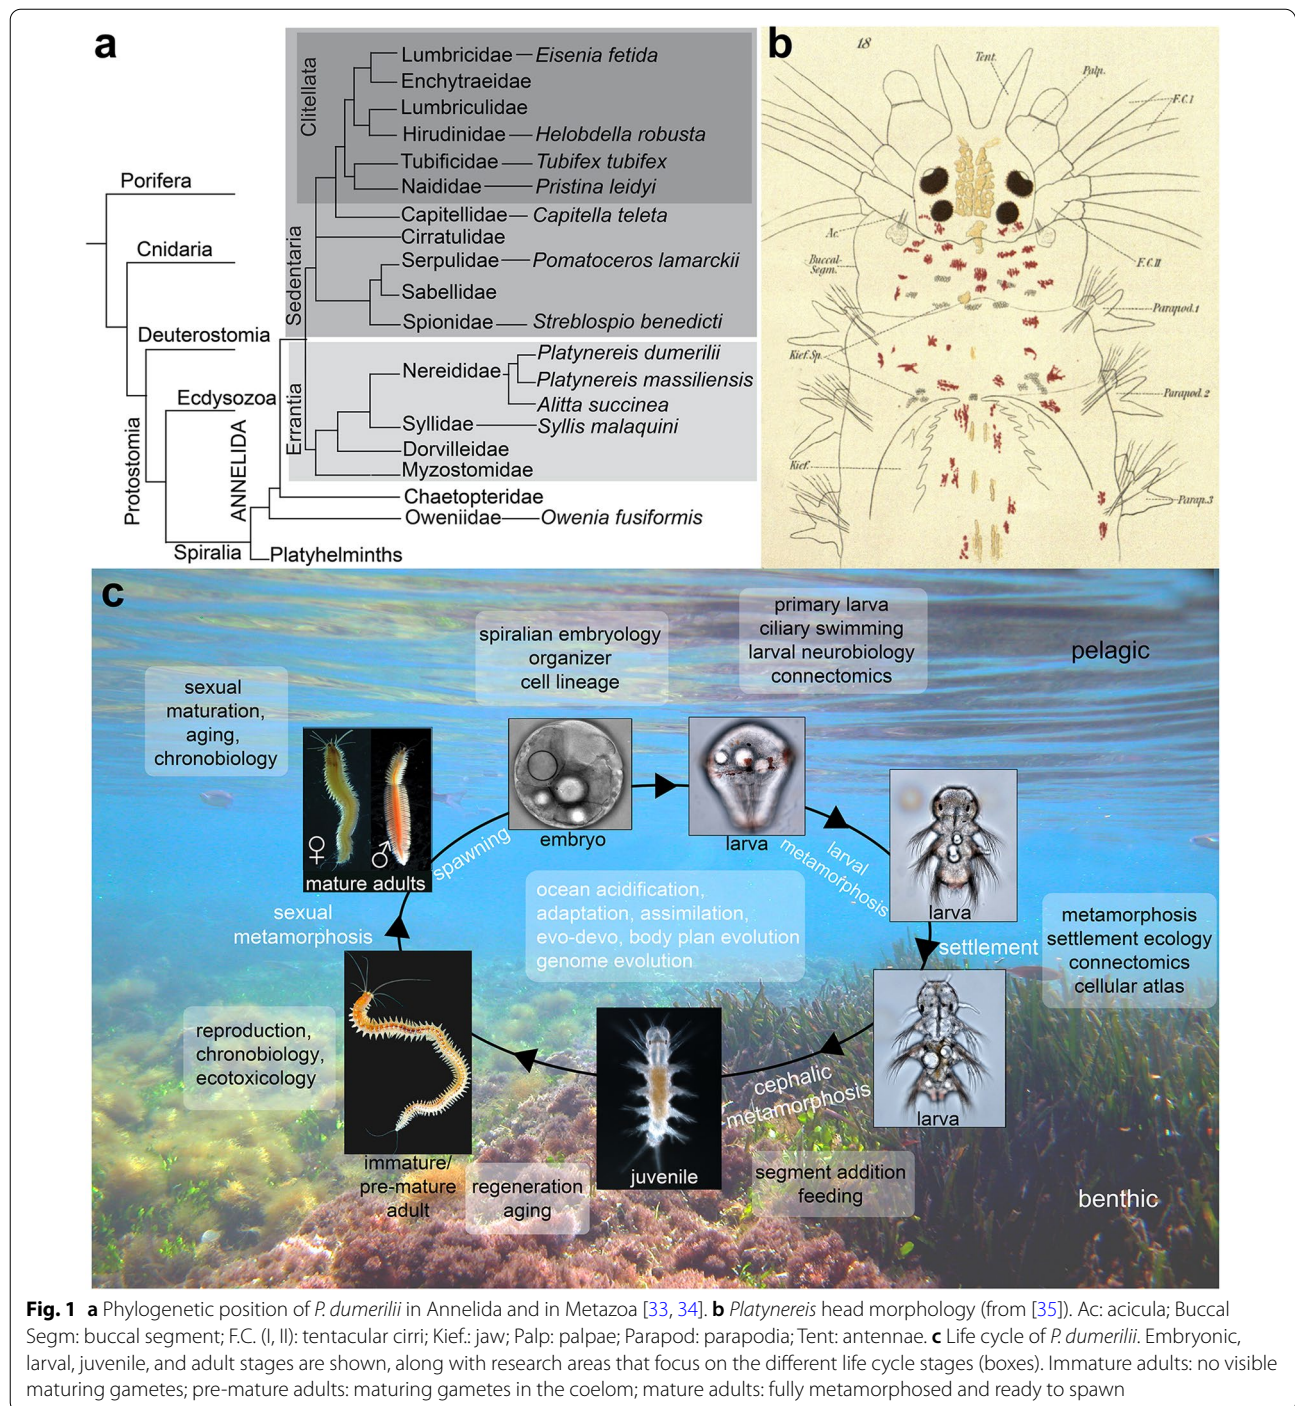 a
Porifera
Cnidaria
Deuterostomia
Ecdysozoa
Protostomia
ANNELIDA
Spiralia
Platyhelminths
Clitellata
Sedentaria
Errantia
Lumbricidae
Eisenia fetida
Enchytraeidae
Lumbriculidae
Hirudinidae
Helobdella robusta
Tubificidae
Tubifex tubifex
Naididae
Pristina leidyi
Capitellidae
Capitella teleta
Cirratulidae
Serpulidae
Pomatoceros lamarckii
Sabellidae
Spionidae
Streblospio benedicti
Nereididae
Platynereis dumerilii
Platynereis massiliensis
Alitta succinea
Syllidae
Syllis malaquini
Dorvilleidae
Myzostomidae
Chaetopteridae
Oweniidae
Owenia fusiformis
b
18
Tent.
Palp.
F.C.I
Ac.
Buccal-
Segm.
F.C.II
Parapod.1
Kief.Sp.
Parapod.2
Kief.
Parap.3
c
pelagic
benthic
sexual
maturation,
aging,
chronobiology
spiralian embryology
organizer
cell lineage
primary larva
ciliary swimming
larval neurobiology
connectomics
♀
♂
mature adults
spawning
embryo
larva
larval
metamorphosis
larva
settlement
metamorphosis
settlement ecology
connectomics
cellular atlas
ocean acidification,
adaptation, assimilation,
evo-devo, body plan evolution
genome evolution
sexual
metamorphosis
larva
cephalic
metamorphosis
juvenile
segment addition
feeding
reproduction,
chronobiology,
ecotoxicology
immature/
pre-mature
adult
regeneration
aging
Fig. 1 a Phylogenetic position of P. dumerilii in Annelida and in Metazoa [33, 34]. b Platynereis head morphology (from [35]). Ac: acicula; Buccal
Segm: buccal segment; F.C. (I, II): tentacular cirri; Kief.: jaw; Palp: palpae; Parapod: parapodia; Tent: antennae. c Life cycle of P. dumerilii. Embryonic,
larval, juvenile, and adult stages are shown, along with research areas that focus on the different life cycle stages (boxes). Immature adults: no visible
maturing gametes; pre-mature adults: maturing gametes in the coelom; mature adults: fully metamorphosed and ready to spawn